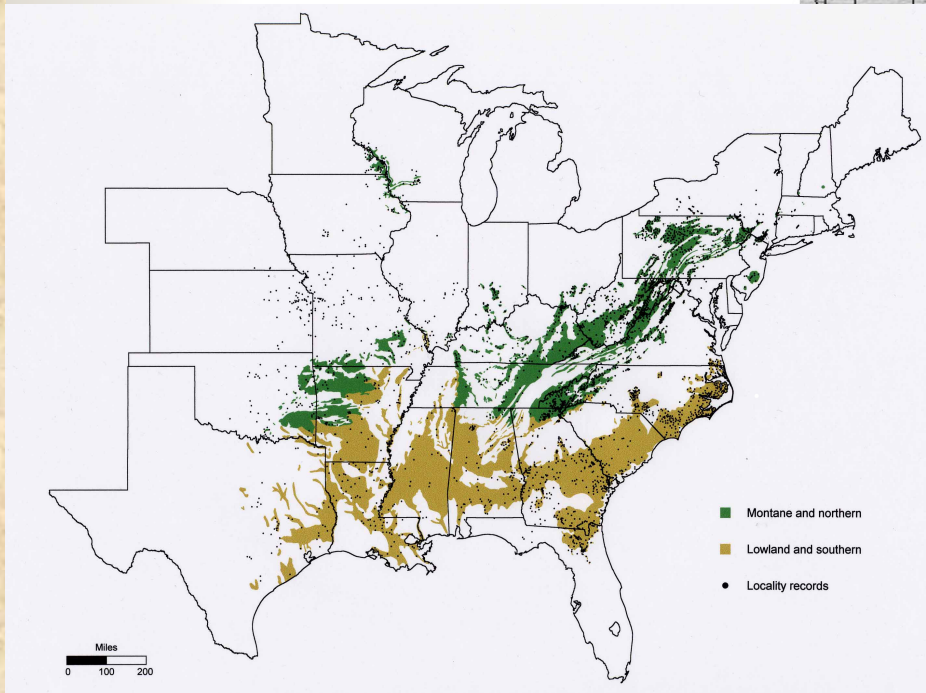 Montane and northern
Lowland and southern
Locality records
Miles
0 100 200